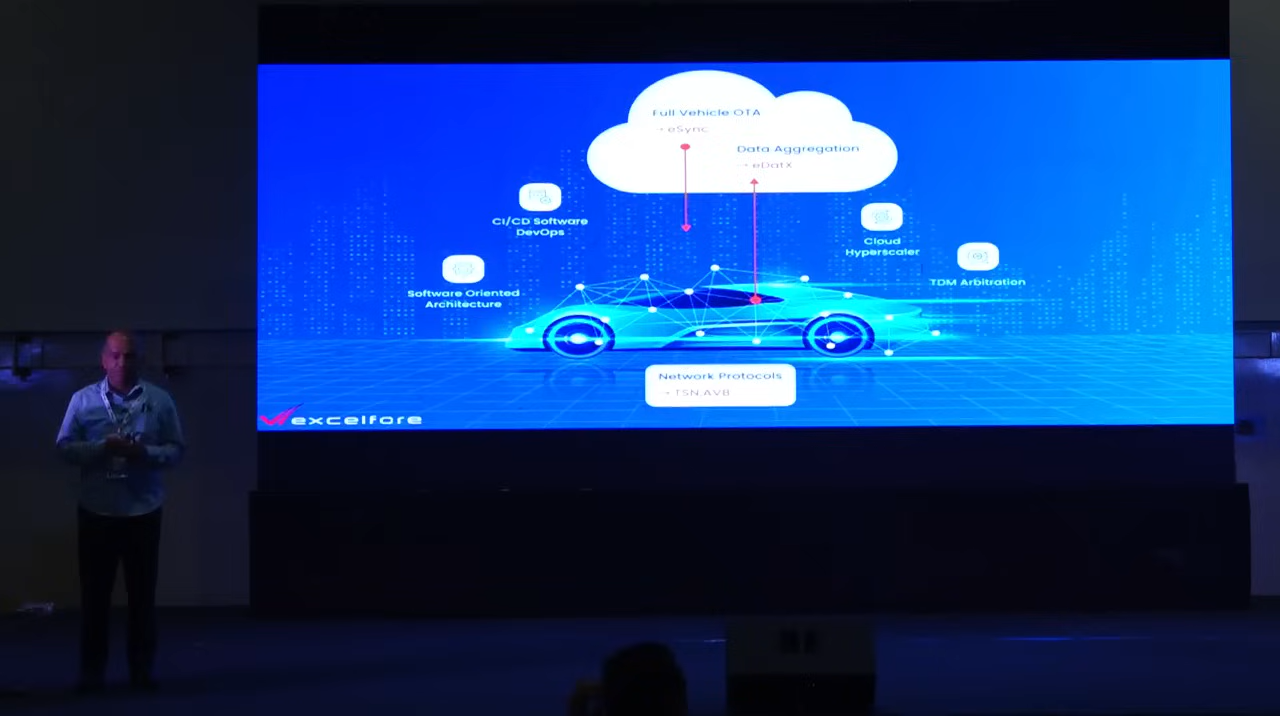 Full Vehicle OTA
→ eSync
Data Aggregation
→ eDatX
CI/CD Software
DevOps
Cloud
Hyperscaler
Software Oriented
Architecture
TDM Arbitration
Network Protocols
→ TSN AVB
excelfore